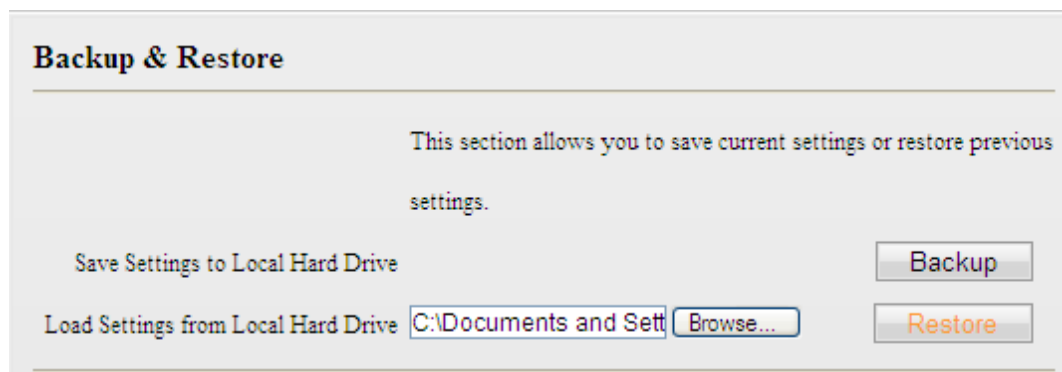 Backup & Restore
This section allows you to save current settings or restore previous
settings.
Save Settings to Local Hard Drive Backup
Load Settings from Local Hard Drive C:\Documents and Sett Browse... Restore